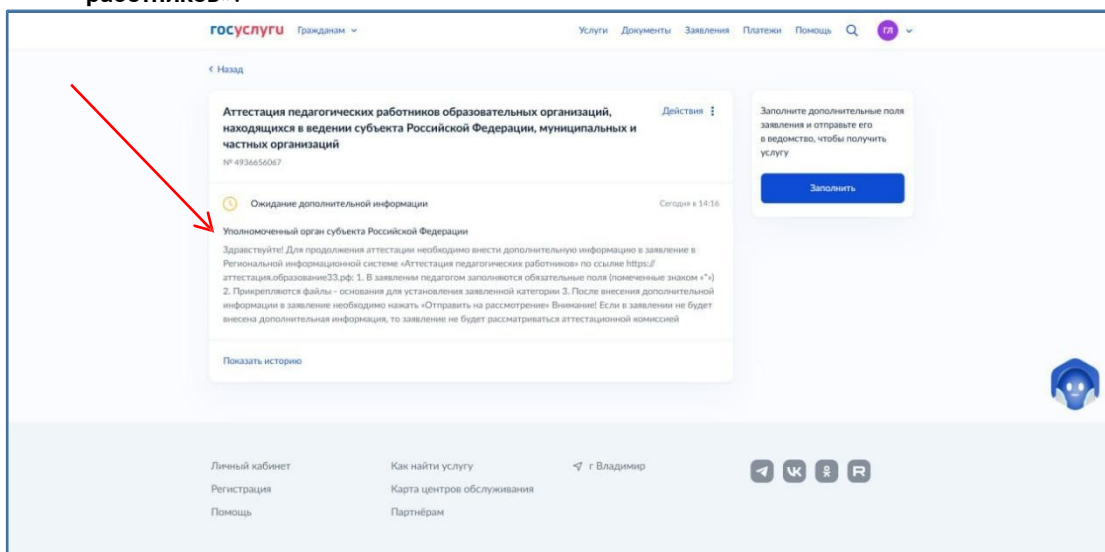 работников».
госуслуги Гражданам Услуги Документы Заявления Платежи Помощь ГЛ
Назад
Аттестация педагогических работников образовательных организаций,
находящихся в ведении субъекта Российской Федерации, муниципальных и
частных организаций
Действия
№ 4936656067
Ожидание дополнительной информации Сегодня в 14:16
Уполномоченный орган субъекта Российской Федерации
Здравствуйте! Для продолжения аттестации необходимо внести дополнительную информацию в заявление в
Региональной информационной системе «Аттестация педагогических работников» по ссылке https://
аттестация.образование33.рф: 1. В заявлении педагогом заполняются обязательные поля (помеченные знаком «*»)
2. Прикрепляются файлы - основания для установления заявленной категории 3. После внесения дополнительной
информации в заявление необходимо нажать «Отправить на рассмотрение» Внимание! Если в заявлении не будет
внесена дополнительная информация, то заявление не будет рассматриваться аттестационной комиссией
Показать историю
Заполните дополнительные поля
заявления и отправьте его
в ведомство, чтобы получить
услугу
Заполнить
Личный кабинет Как найти услугу г Владимир
Регистрация Карта центров обслуживания
Помощь Партнёрам